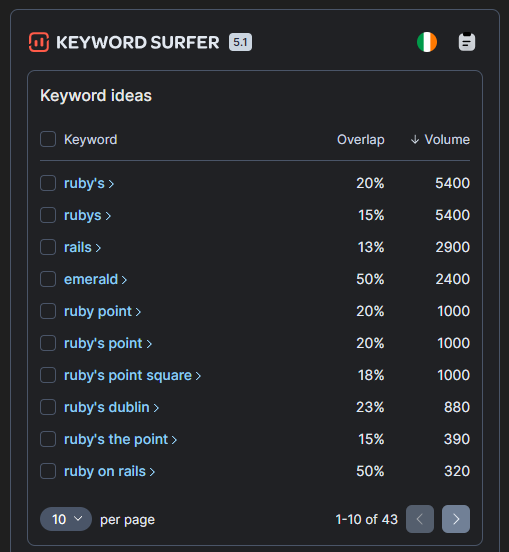 KEYWORD SURFER 5.1
Keyword ideas
Keyword Overlap ↓ Volume
ruby's > 20% 5400
rubys > 15% 5400
rails > 13% 2900
emerald > 50% 2400
ruby point > 20% 1000
ruby's point > 20% 1000
ruby's point square > 18% 1000
ruby's dublin > 23% 880
ruby's the point > 15% 390
ruby on rails > 50% 320
10 per page 1-10 of 43 < >